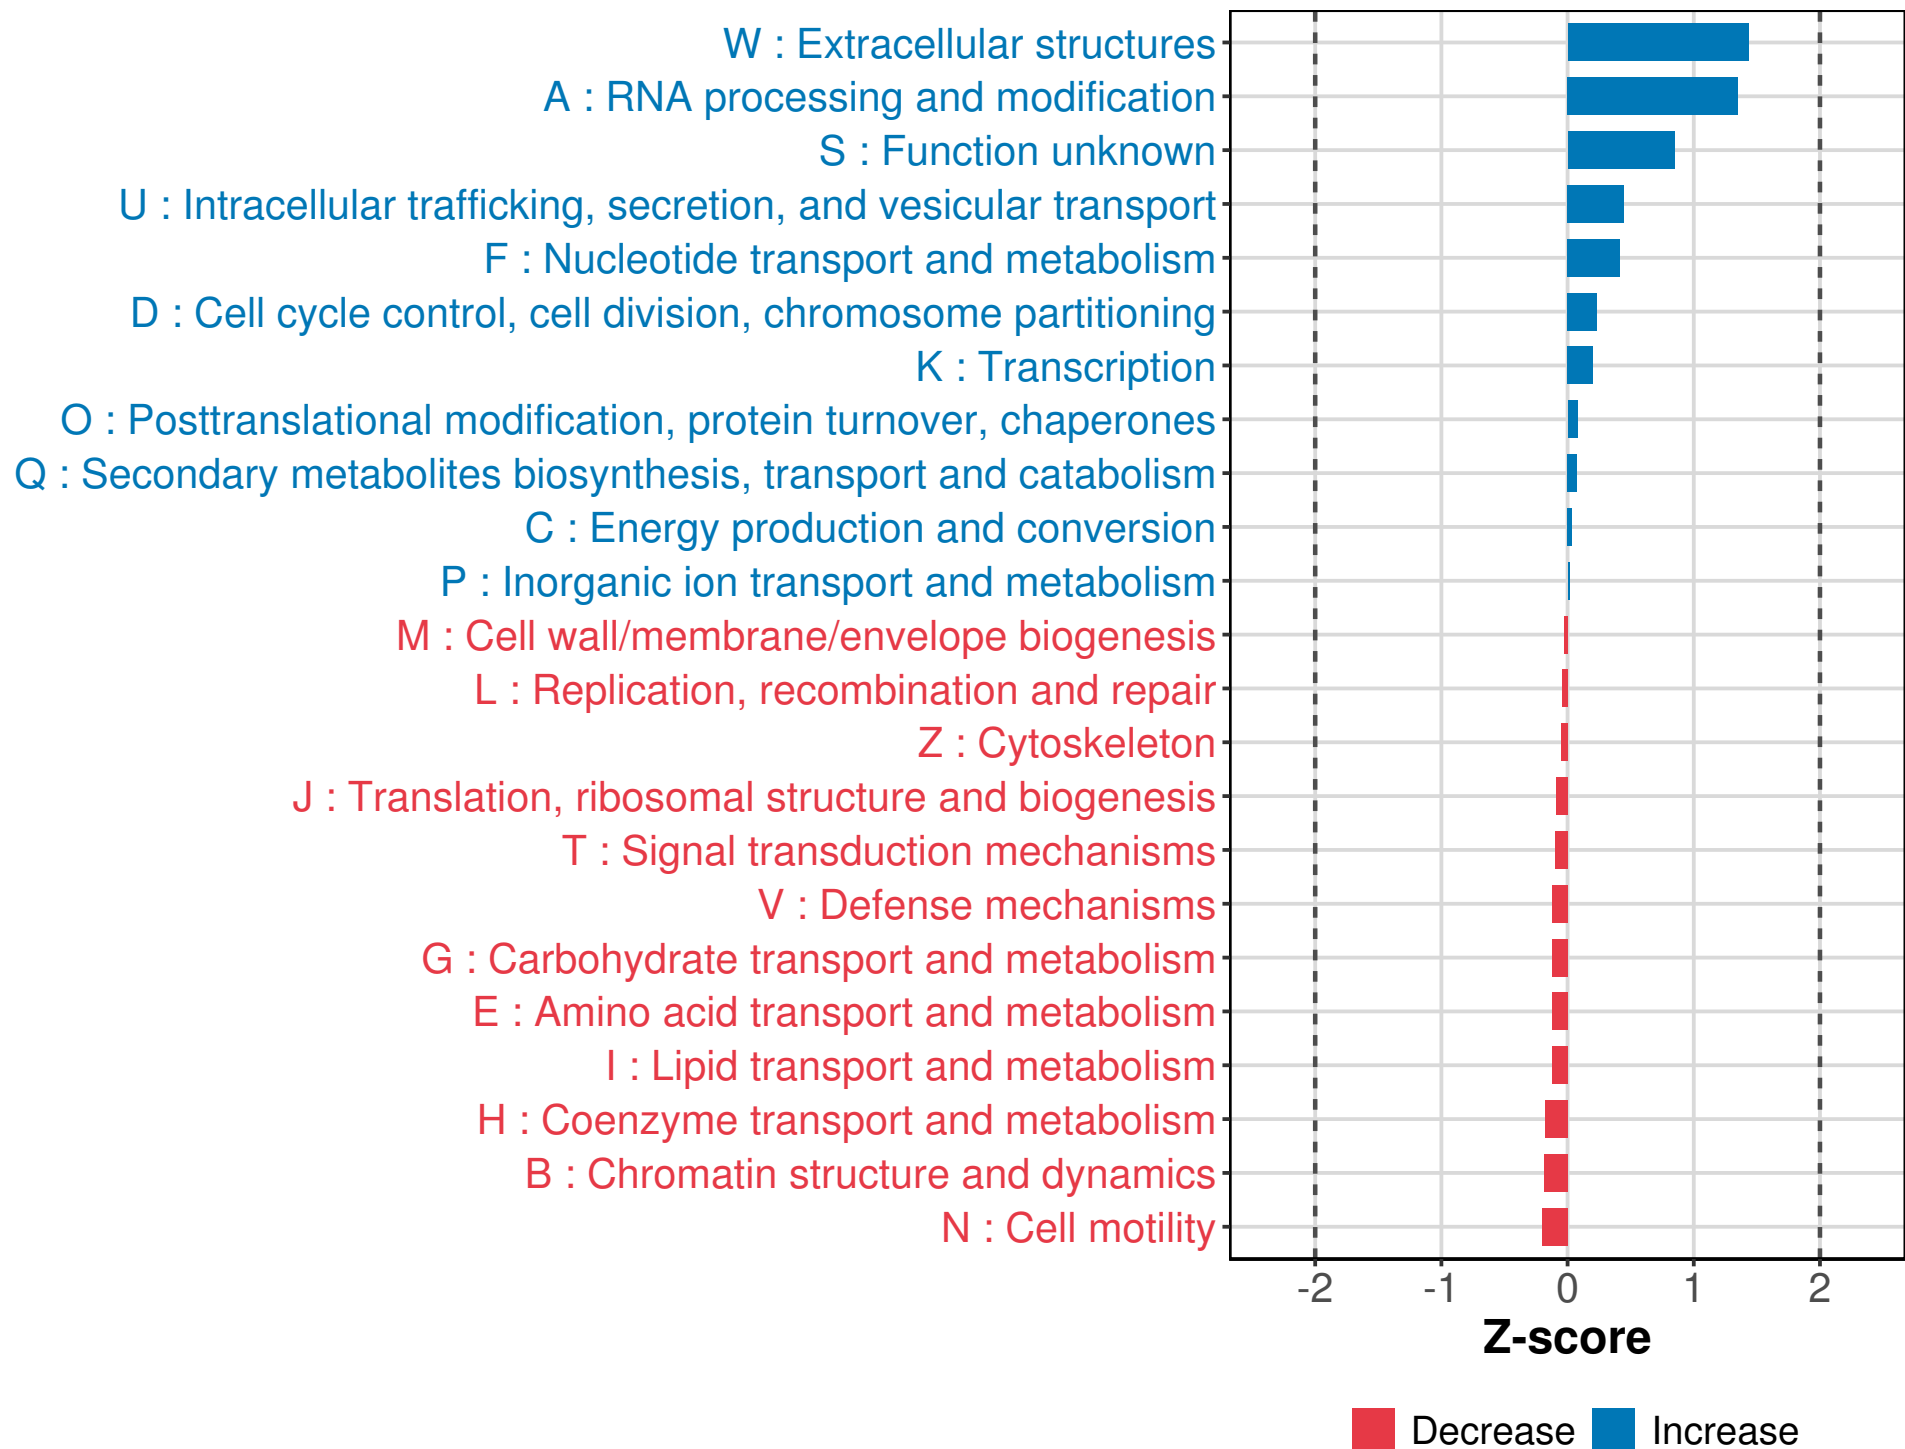 W : Extracellular structures
A : RNA processing and modification
S : Function unknown
U : Intracellular trafficking, secretion, and vesicular transport
F : Nucleotide transport and metabolism
D : Cell cycle control, cell division, chromosome partitioning
K : Transcription
O : Posttranslational modification, protein turnover, chaperones
Q : Secondary metabolites biosynthesis, transport and catabolism
C : Energy production and conversion
P : Inorganic ion transport and metabolism
M : Cell wall/membrane/envelope biogenesis
L : Replication, recombination and repair
Z : Cytoskeleton
J : Translation, ribosomal structure and biogenesis
T : Signal transduction mechanisms
V : Defense mechanisms
G : Carbohydrate transport and metabolism
E : Amino acid transport and metabolism
I : Lipid transport and metabolism
H : Coenzyme transport and metabolism
B : Chromatin structure and dynamics
N : Cell motility
-2 -1 0 1 2
Z-score
Decrease Increase